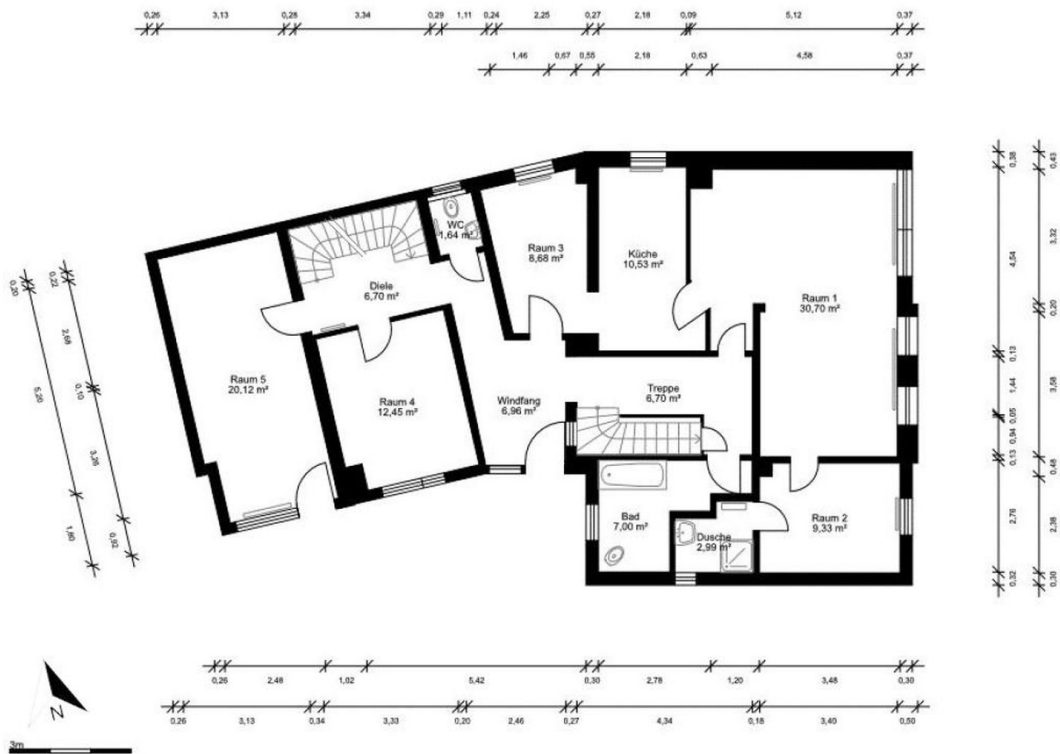 0,26 3,13 0,28 3,34 0,29 1,11 0,24 2,25 0,27 2,18 0,09 5,12 0,37
1,46 0,67 0,55 2,18 0,63 4,58 0,37
WC
1,64 m²
Raum 3
8,68 m²
Küche
10,53 m²
Diele
6,70 m²
Raum 1
30,70 m²
Raum 5
20,12 m²
Raum 4
12,45 m²
Windfang
6,96 m²
Treppe
6,70 m²
Bad
7,00 m²
Dusche
2,99 m²
Raum 2
9,33 m²
0,20 5,20 1,80
0,22 2,68 0,10 3,26 0,92
0,38 4,54 0,13 1,44 0,05 0,94 0,13 2,76 0,32
0,43 3,32 0,20 3,58 0,48 2,38 0,30
0,26 2,48 1,02 5,42 0,30 2,78 1,20 3,48 0,30
0,26 3,13 0,34 3,33 0,20 2,46 0,27 4,34 0,18 3,40 0,50
N
3m